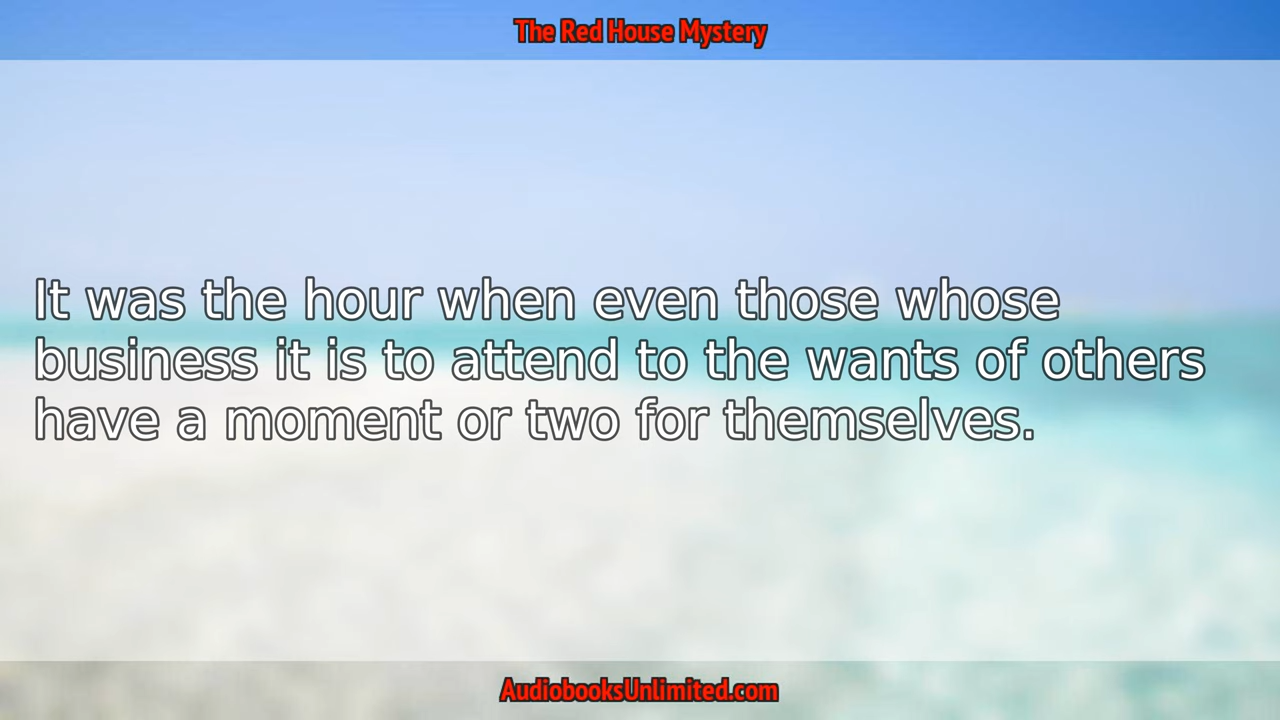 The Red House Mystery
It was the hour when even those whose
business it is to attend to the wants of others
have a moment or two for themselves.
AudiobooksUnlimited.com